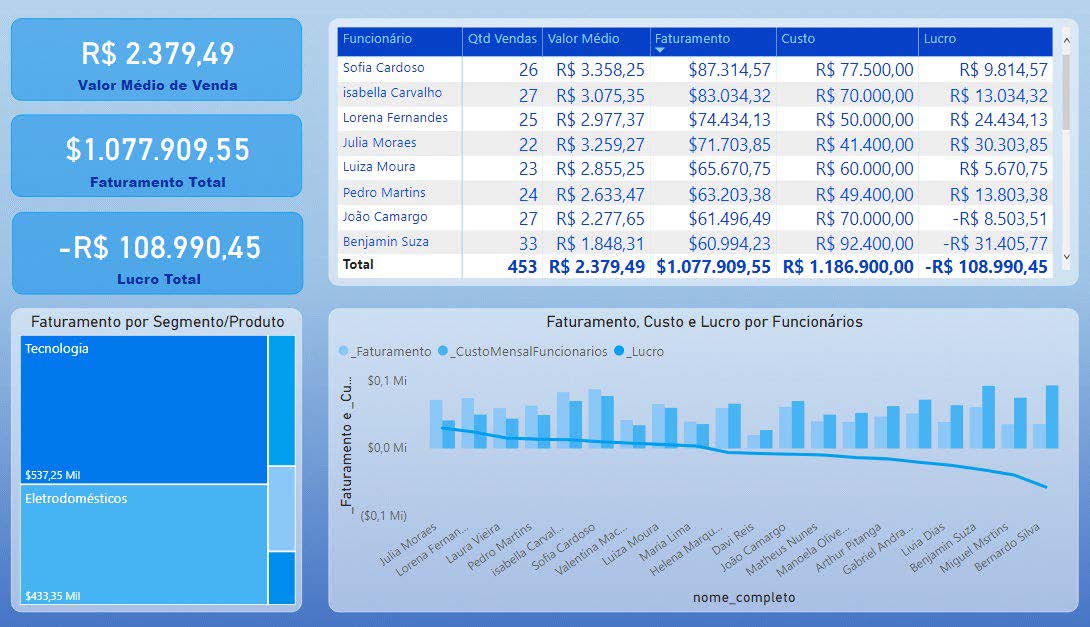 R$ 2.379,49
Valor Médio de Venda
$1.077.909,55
Faturamento Total
-R$ 108.990,45
Lucro Total
Funcionário Qtd Vendas Valor Médio Faturamento Custo Lucro
Sofia Cardoso 26 R$ 3.358,25 $87.314,57 R$ 77.500,00 R$ 9.814,57
isabella Carvalho 27 R$ 3.075,35 $83.034,32 R$ 70.000,00 R$ 13.034,32
Lorena Fernandes 25 R$ 2.977,37 $74.434,13 R$ 50.000,00 R$ 24.434,13
Julia Moraes 22 R$ 3.259,27 $71.703,85 R$ 41.400,00 R$ 30.303,85
Luiza Moura 23 R$ 2.855,25 $65.670,75 R$ 60.000,00 R$ 5.670,75
Pedro Martins 24 R$ 2.633,47 $63.203,38 R$ 49.400,00 R$ 13.803,38
João Camargo 27 R$ 2.277,65 $61.496,49 R$ 70.000,00 -R$ 8.503,51
Benjamin Suza 33 R$ 1.848,31 $60.994,23 R$ 92.400,00 -R$ 31.405,77
Total 453 R$ 2.379,49 $1.077.909,55 R$ 1.186.900,00 -R$ 108.990,45
Faturamento por Segmento/Produto
Tecnologia
$537,25 Mil
Eletrodomésticos
$433,35 Mil
Faturamento, Custo e Lucro por Funcionários
_Faturamento _CustoMensalFuncionarios _Lucro
_Faturamento e _Cu...
$0,1 Mi
$0,0 Mi
($0,1 Mi)
Julia Moraes
Lorena Fernan...
Laura Vieira
Pedro Martins
isabella Carval...
Sofia Cardoso
Valentina Mac...
Luiza Moura
Maria Lima
Helena Marqu...
Davi Reis
João Camargo
Matheus Nunes
Manoela Olive...
Arthur Pitanga
Gabriel Andra...
Livia Dias
Benjamin Suza
Miguel Msrtins
Bernardo Silva
nome_completo